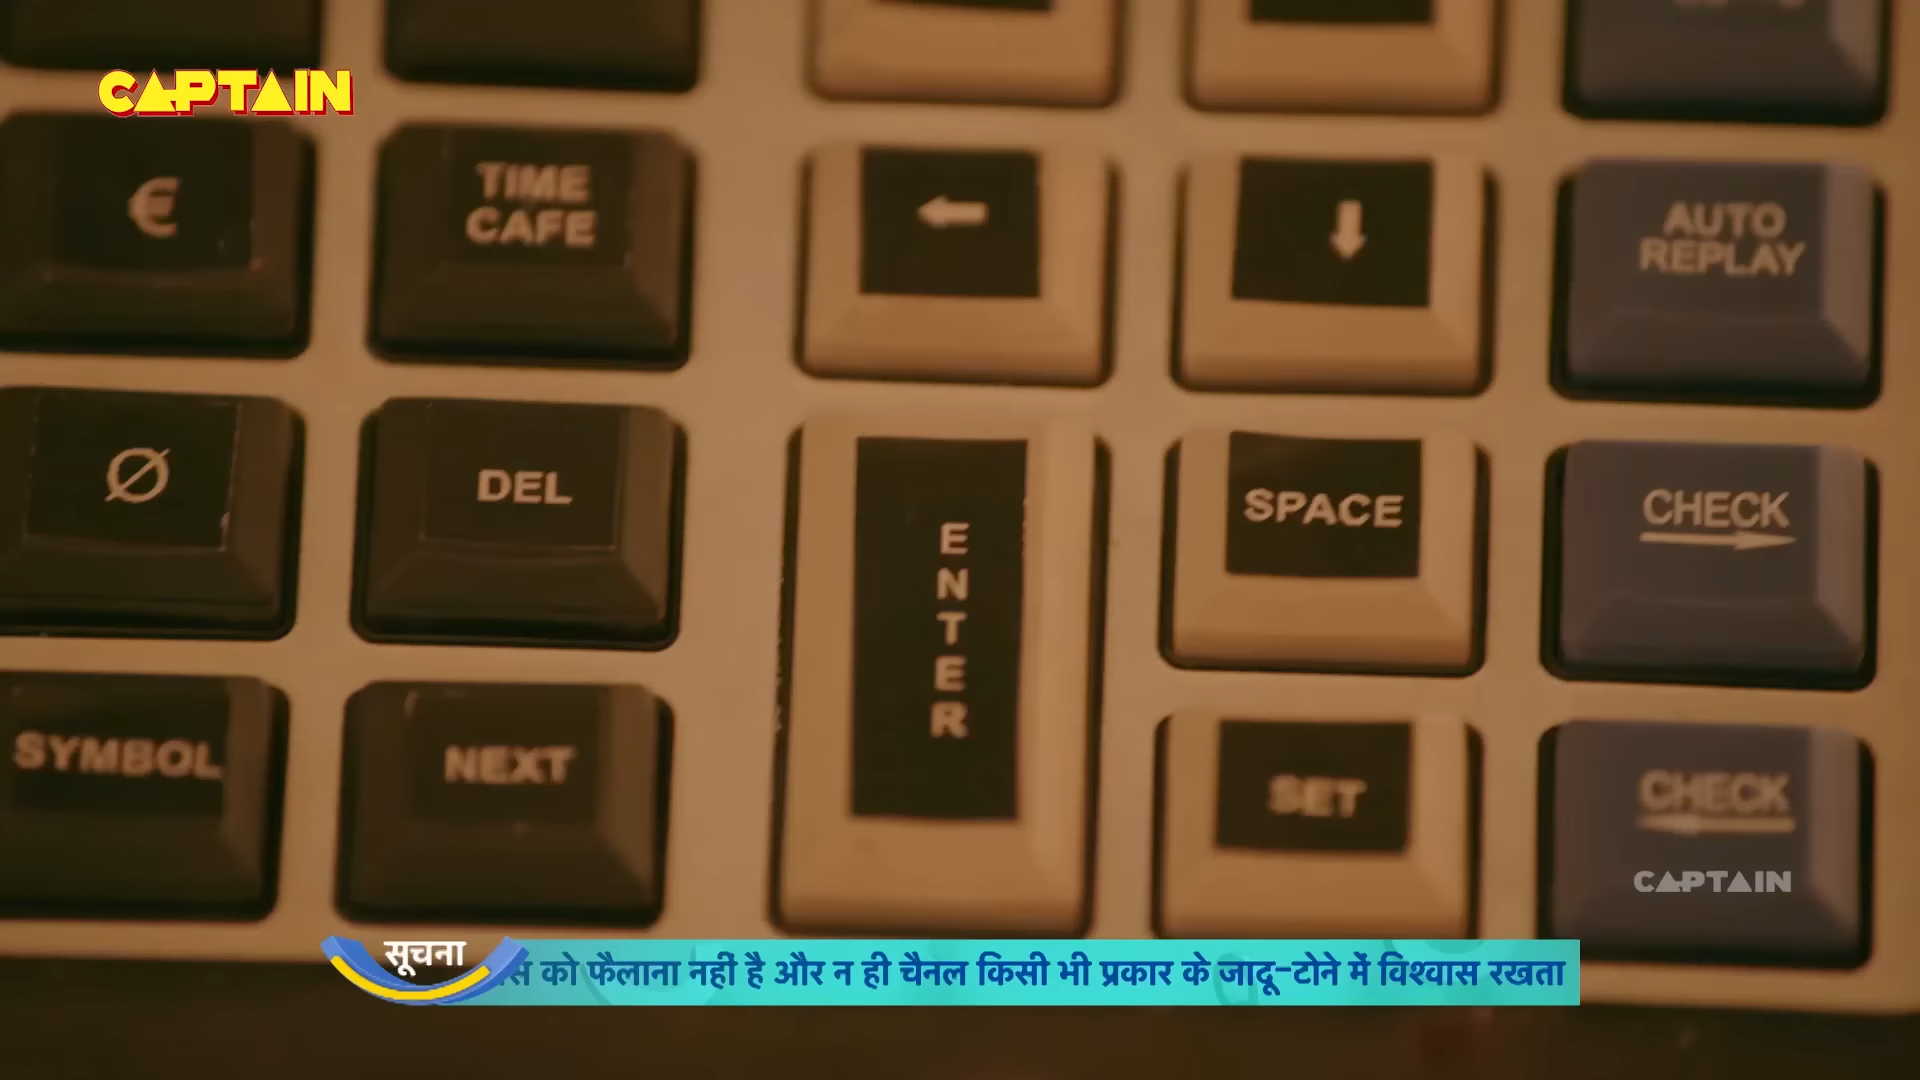 CAPTAIN
€
TIME
CAFE
←
↓
AUTO
REPLAY
Ø
DEL
ENTER
SPACE
CHECK
→
SYMBOL
NEXT
SET
CHECK
←
CAPTAIN
सूचना
को फैलाना नहीं है और न ही चैनल किसी भी प्रकार के जादू-टोने में विश्वास रखता